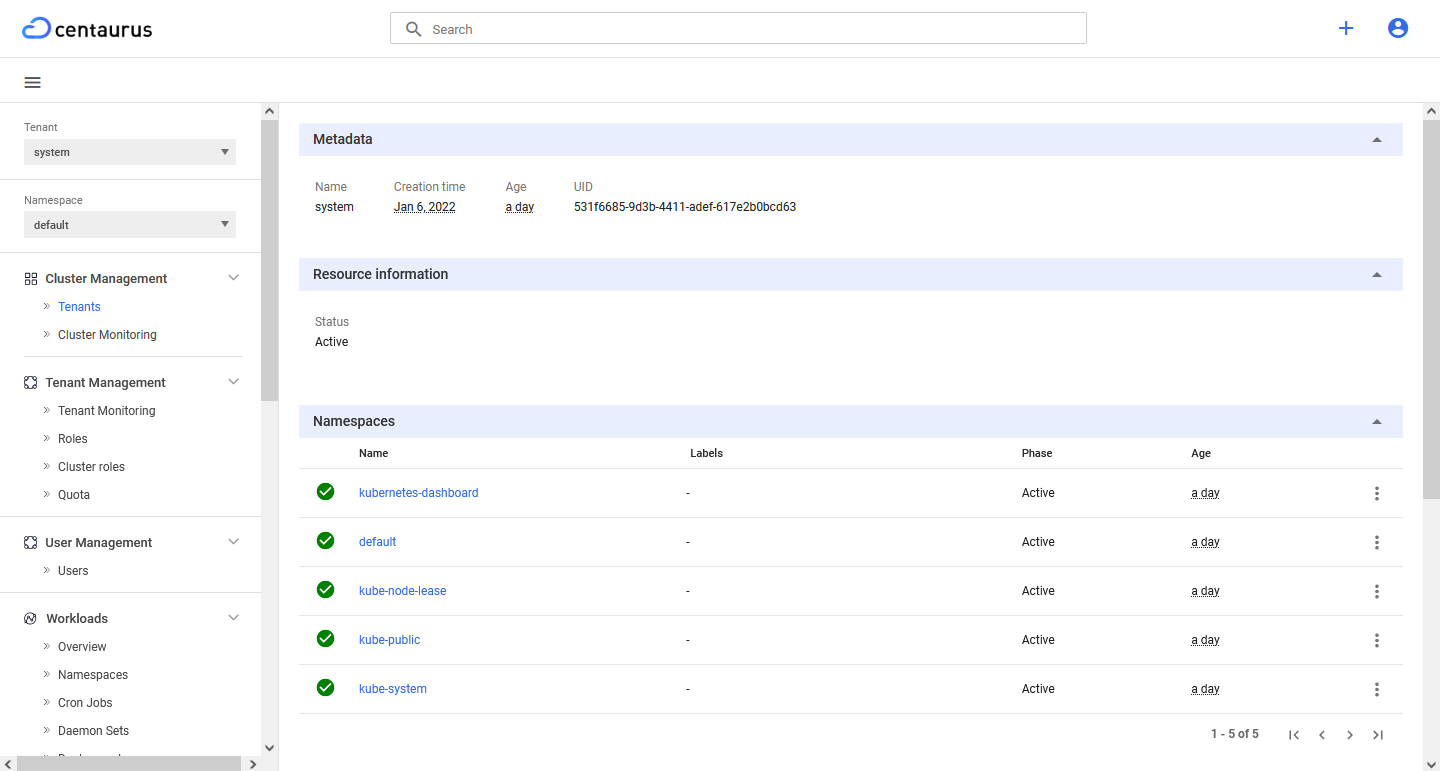 centaurus
Search
Tenant
system
Namespace
default
Cluster Management
Tenants
Cluster Monitoring
Tenant Management
Tenant Monitoring
Roles
Cluster roles
Quota
User Management
Users
Workloads
Overview
Namespaces
Cron Jobs
Daemon Sets
Metadata
Name Creation time Age UID
system Jan 6, 2022 a day 531f6685-9d3b-4411-adef-617e2b0bcd63
Resource information
Status
Active
Namespaces
Name Labels Phase Age
kubernetes-dashboard - Active a day
default - Active a day
kube-node-lease - Active a day
kube-public - Active a day
kube-system - Active a day
1 - 5 of 5